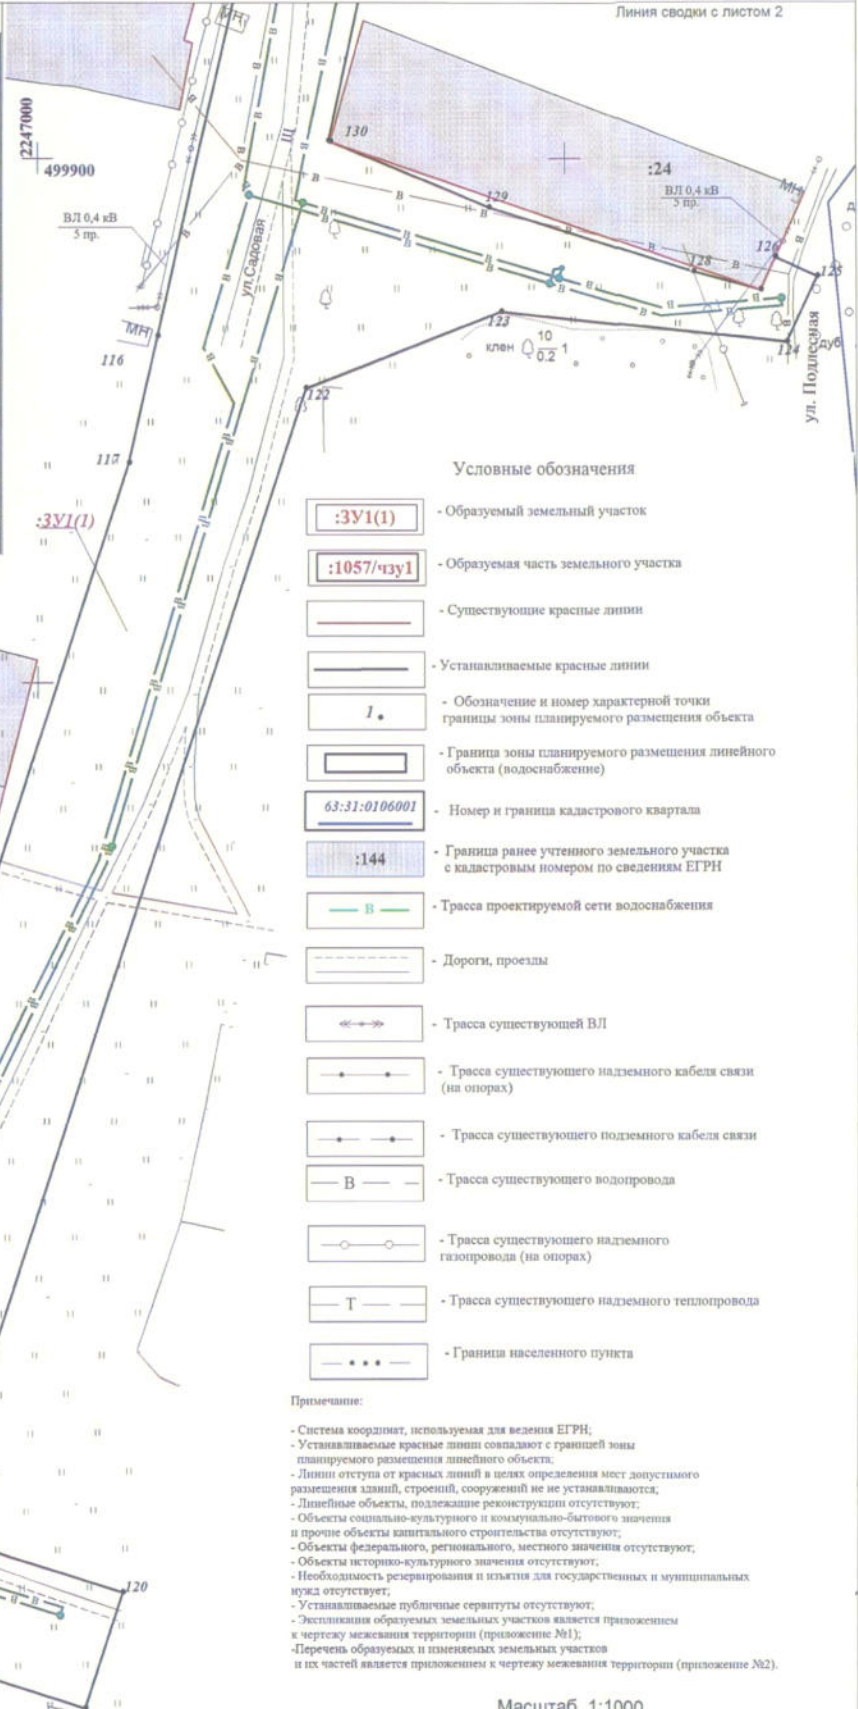 Линия сводки с листом 2
МН
2247000
499900
130
Щ
:24
129
МН
ВЛ 0,4 кВ
5 пр.
ВЛ 0,4 кВ
5 пр.
ул.Садовая
126
128
125
123
клен 10 1
0.2
124
дуб
ул. Подлесная
МН
116
122
117
:ЗУ1(1)
Условные обозначения
:ЗУ1(1) - Образуемый земельный участок
:1057/чзу1 - Образуемая часть земельного участка
- Существующие красные линии
- Устанавливаемые красные линии
1 - Обозначение и номер характерной точки
границы зоны планируемого размещения объекта
- Граница зоны планируемого размещения линейного
объекта (водоснабжение)
63:31:0106001 - Номер и граница кадастрового квартала
:144 - Граница ранее учтенного земельного участка
с кадастровым номером по сведениям ЕГРН
В - Трасса проектируемой сети водоснабжения
- Дороги, проезды
- Трасса существующей ВЛ
- Трасса существующего надземного кабеля связи
(на опорах)
- Трасса существующего подземного кабеля связи
В - Трасса существующего водопровода
- Трасса существующего надземного
газопровода (на опорах)
Т - Трасса существующего надземного теплопровода
- Граница населенного пункта
Примечание:
- Система координат, используемая для ведения ЕГРН;
- Устанавливаемые красные линии совпадают с границей зоны
планируемого размещения линейного объекта;
- Линии отступа от красных линий в целях определения мест допустимого
размещения зданий, строений, сооружений не не устанавливаются;
- Линейные объекты, подлежащие реконструкции отсутствуют;
- Объекты социально-культурного и коммунально-бытового значения
и прочие объекты капитального строительства отсутствуют;
- Объекты федерального, регионального, местного значения отсутствуют;
- Объекты историко-культурного значения отсутствуют;
- Необходимость резервирования и изъятия для государственных и муниципальных
нужд отсутствует;
- Устанавливаемые публичные сервитуты отсутствуют;
- Экспликация образуемых земельных участков является приложением
к чертежу межевания территории (приложение №1);
-Перечень образуемых и изменяемых земельных участков
и их частей является приложением к чертежу межевания территории (приложение №2).
120
Масштаб 1:1000